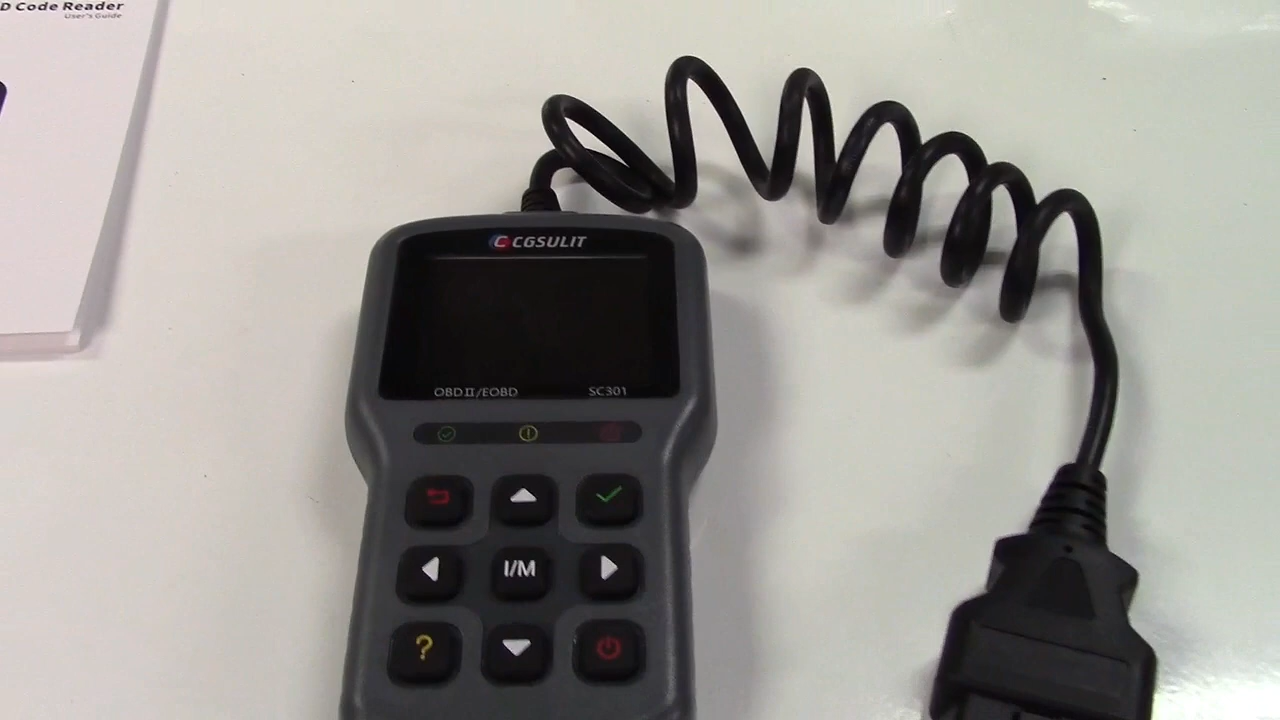 D Code Reader
User's Guide
CGSULIT
OBDII/EOBD SC301
I/M
?